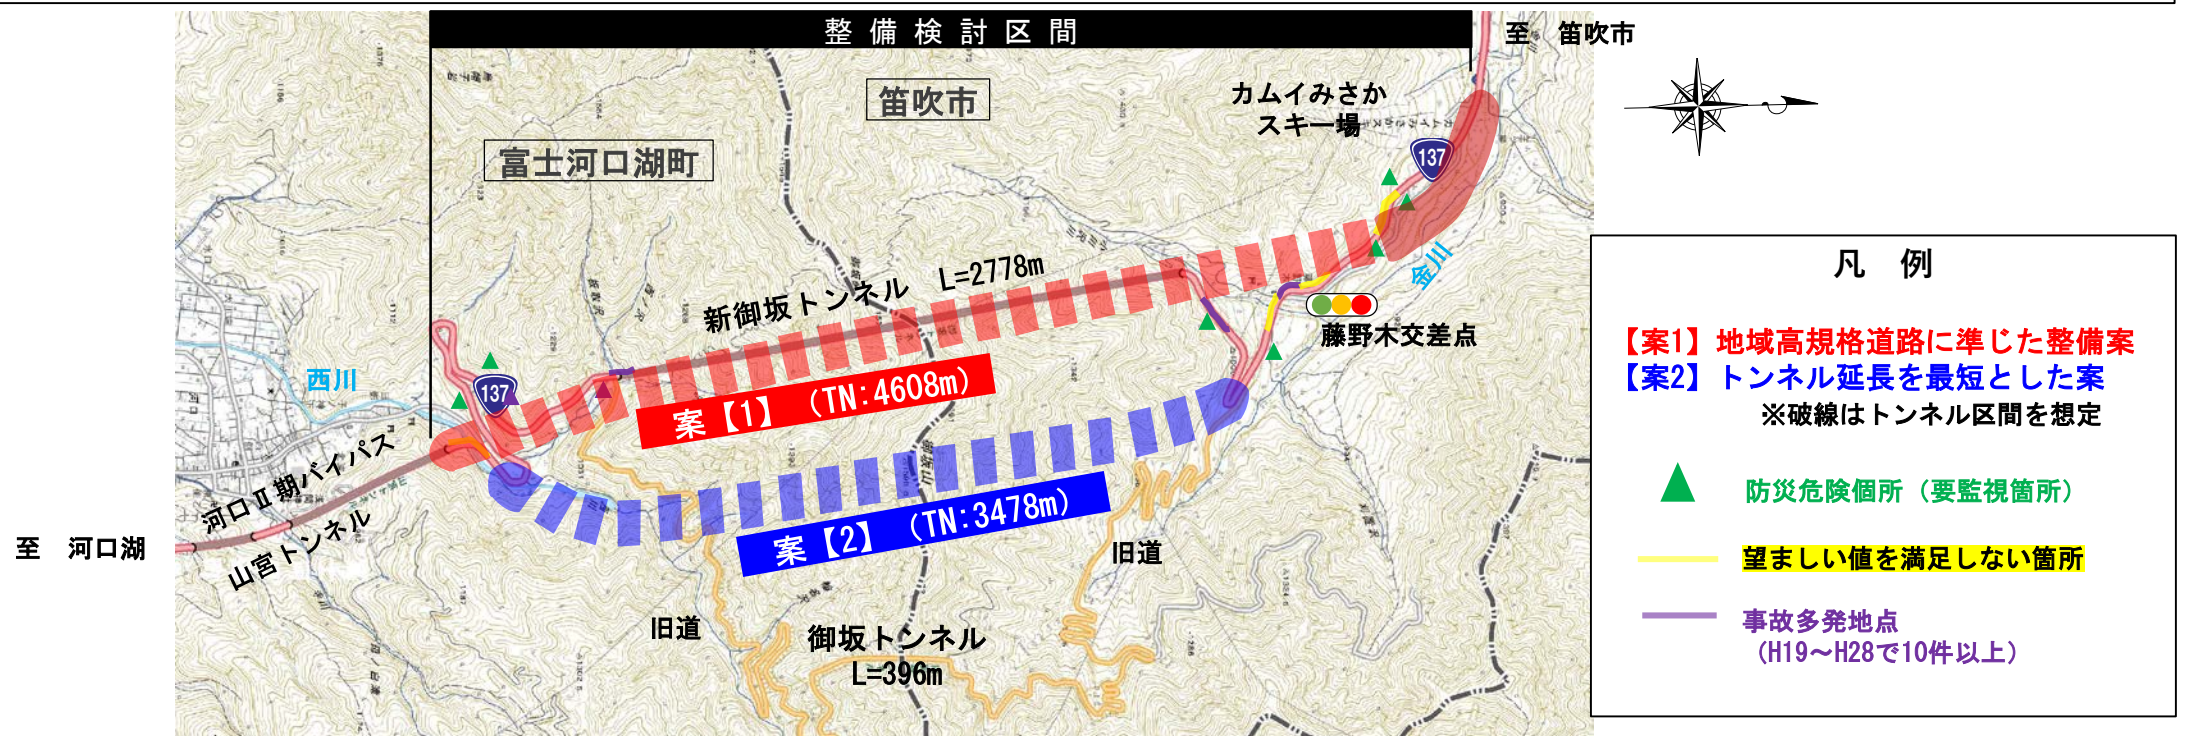 整備検討区間
至　笛吹市
笛吹市
カムイみさか
スキー場
富士河口湖町
137
金川
新御坂トンネル　L=2778m
藤野木交差点
案【1】（TN:4608m）
西川
137
河口Ⅱ期バイパス
山宮トンネル
至　河口湖
案【2】（TN:3478m）
旧道
旧道
御坂トンネル
L=396m
凡　例
【案1】地域高規格道路に準じた整備案
【案2】トンネル延長を最短とした案
※破線はトンネル区間を想定
防災危険個所（要監視箇所）
望ましい値を満足しない箇所
事故多発地点
（H19～H28で10件以上）